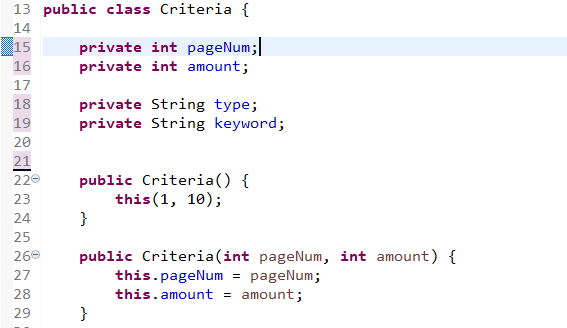 13 public class Criteria {
14
15 private int pageNum;
16 private int amount;
17
18 private String type;
19 private String keyword;
20
21
22 public Criteria() {
23 this(1, 10);
24 }
25
26 public Criteria(int pageNum, int amount) {
27 this.pageNum = pageNum;
28 this.amount = amount;
29 }